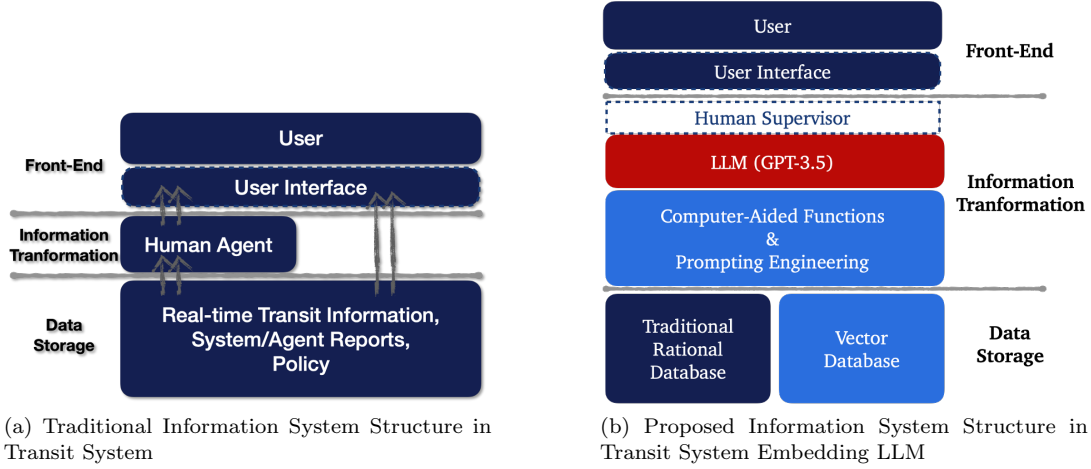 User
Front-End
User Interface
Information
Tranformation
Human Agent
Data
Storage
Real-time Transit Information,
System/Agent Reports,
Policy
(a) Traditional Information System Structure in
Transit System
User
Front-End
User Interface
Human Supervisor
LLM (GPT-3.5)
Information
Tranformation
Computer-Aided Functions
&
Prompting Engineering
Traditional
Rational
Database
Vector
Database
Data
Storage
(b) Proposed Information System Structure in
Transit System Embedding LLM